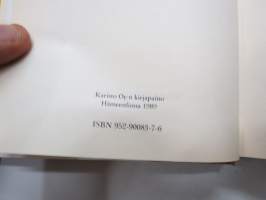 Karisto Oy:n kirjapaino
Hämeenlinna 1989
ISBN 952-90083-7-6